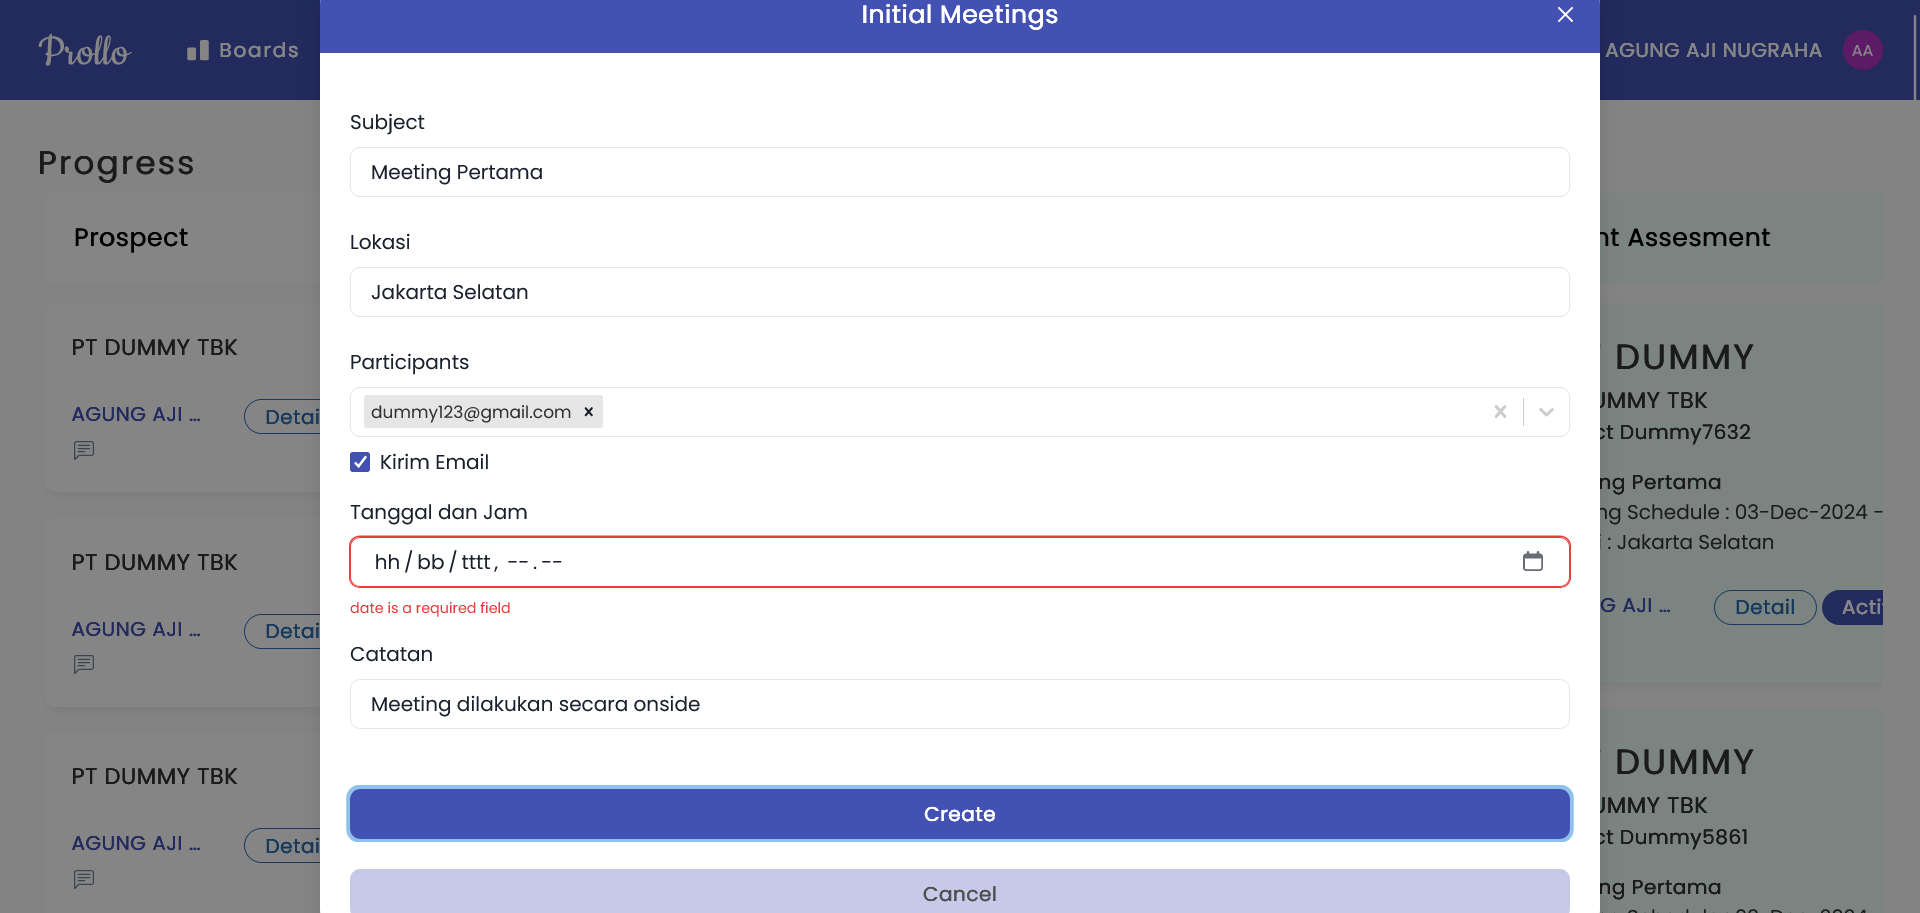 Initial Meetings
Prollo
Boards
AGUNG AJI NUGRAHA
AA
Progress
Prospect
PT DUMMY TBK
AGUNG AJI ...
Detai
PT DUMMY TBK
AGUNG AJI ...
Detai
PT DUMMY TBK
AGUNG AJI ...
Detai
Subject
Meeting Pertama
Lokasi
Jakarta Selatan
Participants
dummy123@gmail.com
Kirim Email
Tanggal dan Jam
hh / bb / tttt , -- . --
date is a required field
Catatan
Meeting dilakukan secara onside
Create
Cancel
nt Assesment
DUMMY
UMMY TBK
ct Dummy7632
ng Pertama
ng Schedule : 03-Dec-2024 -
: Jakarta Selatan
G AJI ...
Detail
Acti
DUMMY
UMMY TBK
ct Dummy5861
ng Pertama